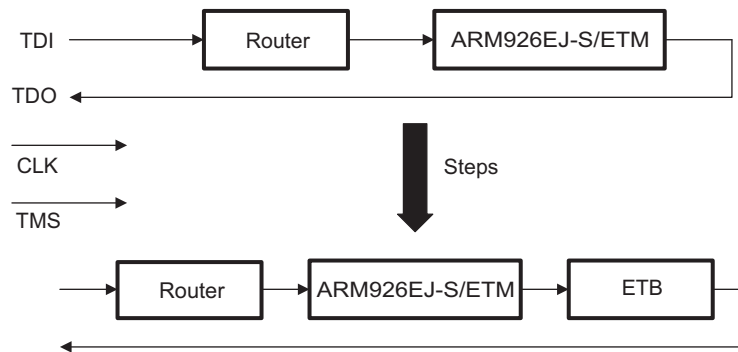 TDI
Router
ARM926EJ-S/ETM
TDO
CLK
Steps
TMS
Router
ARM926EJ-S/ETM
ETB